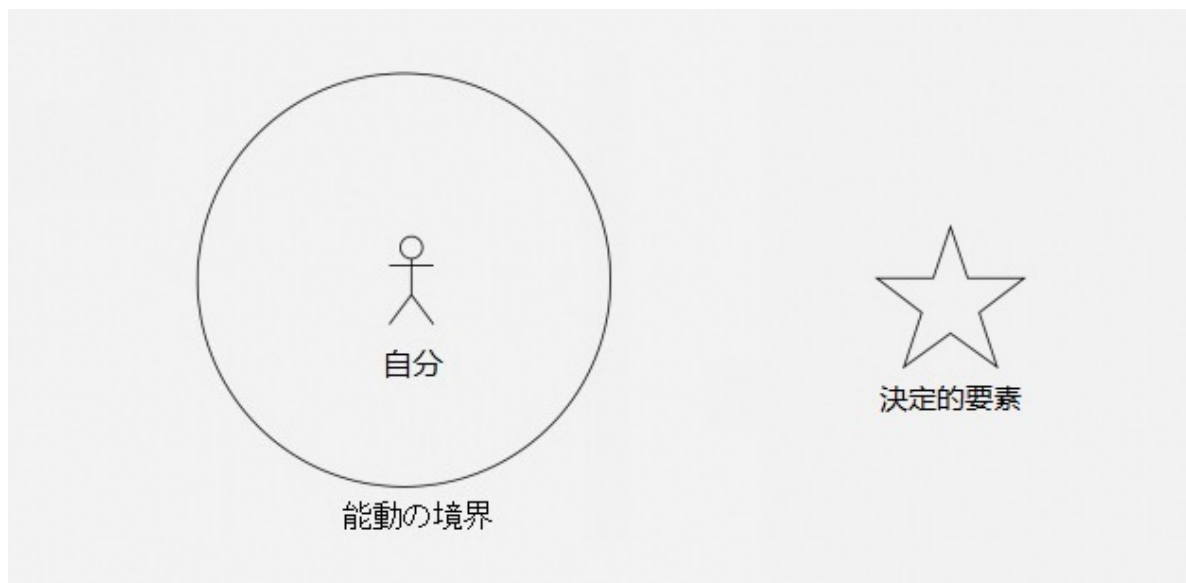 自分
決定的要素
能動の境界